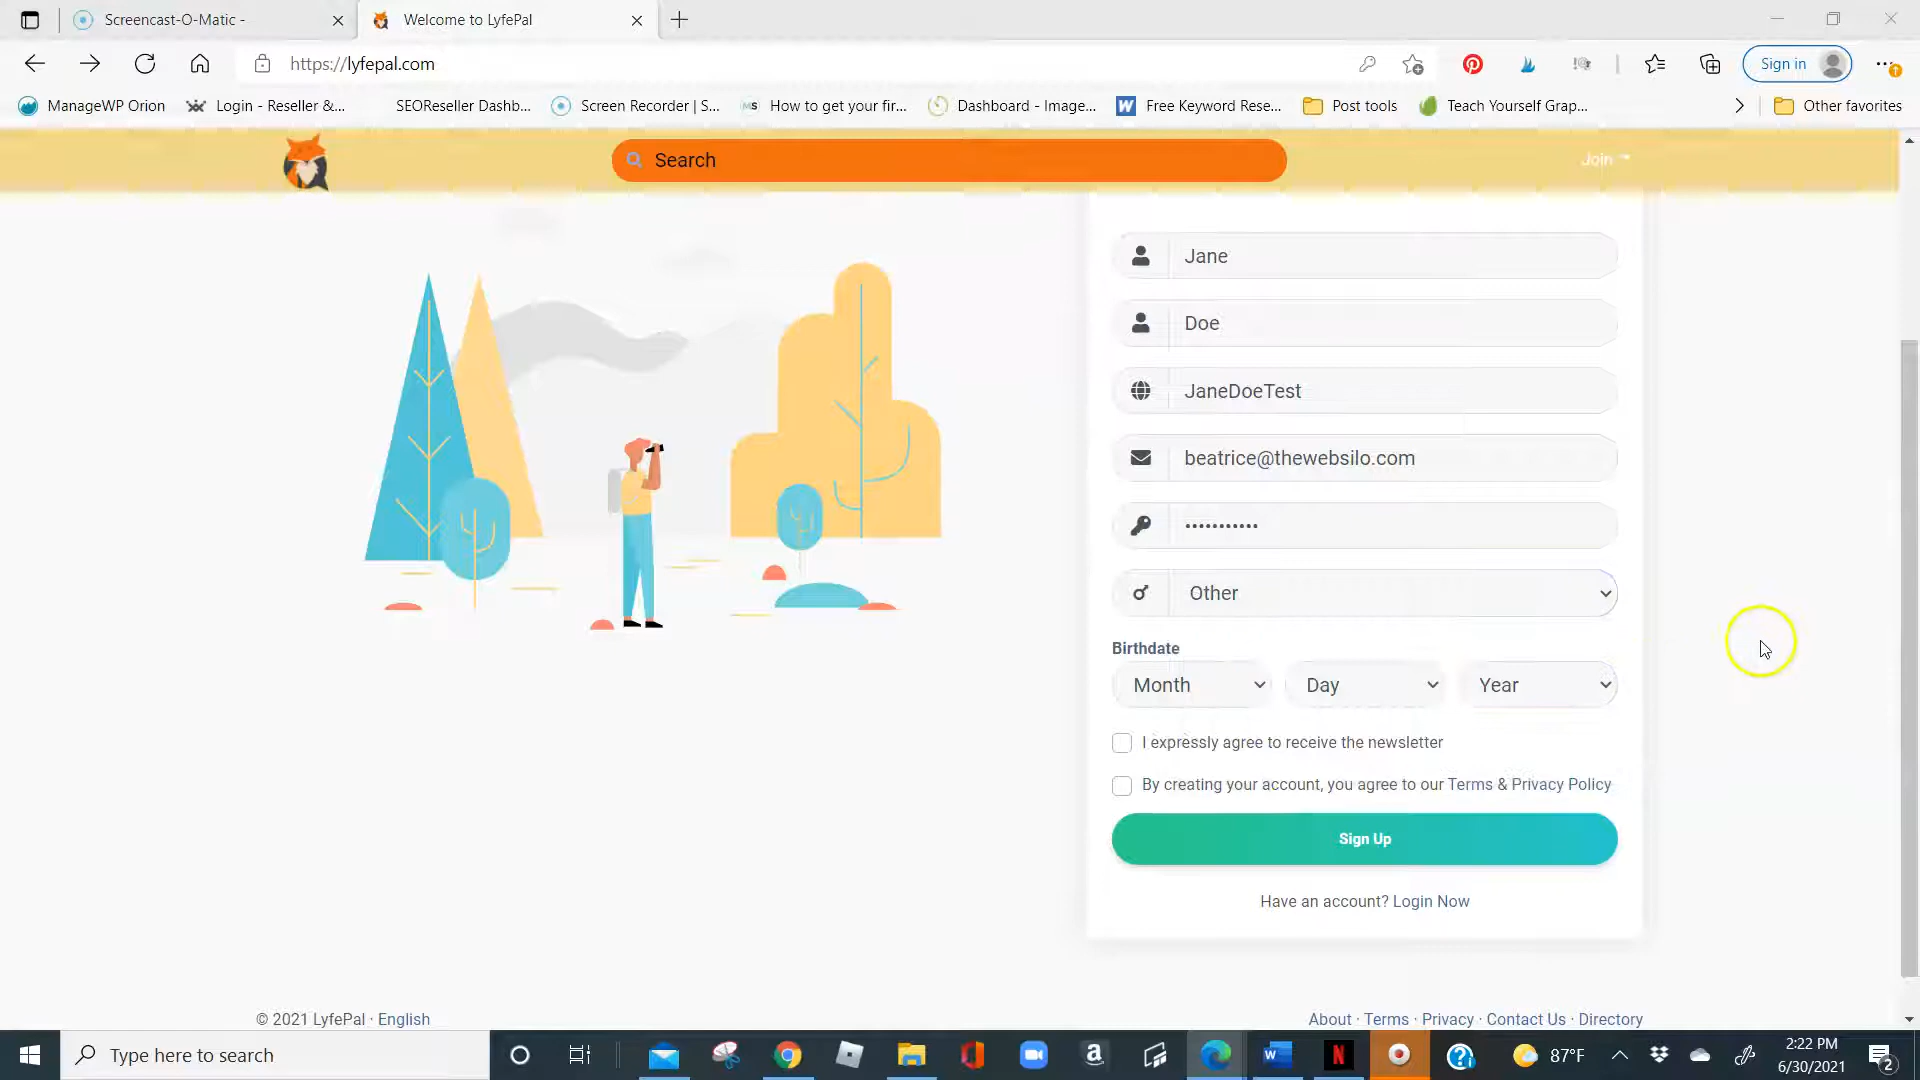 Screencast-O-Matic -
Welcome to LyfePal
https://lyfepal.com
Sign in
ManageWP Orion
Login - Reseller &...
SEOReseller Dashb...
Screen Recorder | S...
MS How to get your fir...
Dashboard - Image...
W Free Keyword Rese...
Post tools
Teach Yourself Grap...
Other favorites
Search
Join
Jane
Doe
JaneDoeTest
beatrice@thewebsilo.com
•••••••••••
Other
Birthdate
Month
Day
Year
I expressly agree to receive the newsletter
By creating your account, you agree to our Terms & Privacy Policy
Sign Up
Have an account? Login Now
© 2021 LyfePal · English
About · Terms · Privacy · Contact Us · Directory
Type here to search
87°F
2:22 PM
6/30/2021
2